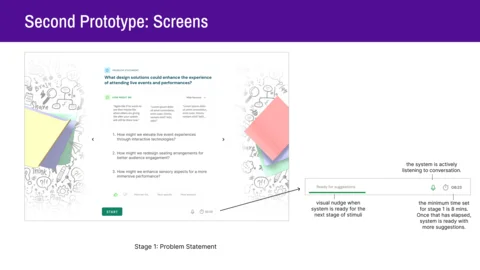 Second Prototype: Screens
What design solutions could enhance the experience
of attending live events and performances?
1. How might we elevate live event experiences
through interactive technologies?
2. How might we redesign seating arrangements for
better audience engagement?
3. How might we enhance sensory aspects for a more
immersive performance?
START
Think!
the system is actively
listening to conversation.
Ready for suggestions
visual nudge when
system is ready for the
next stage of stimuli
the minimum time set
for stage 1 is 8 mins.
Once that has elapsed,
system is ready with
more suggestions.
Stage 1: Problem Statement